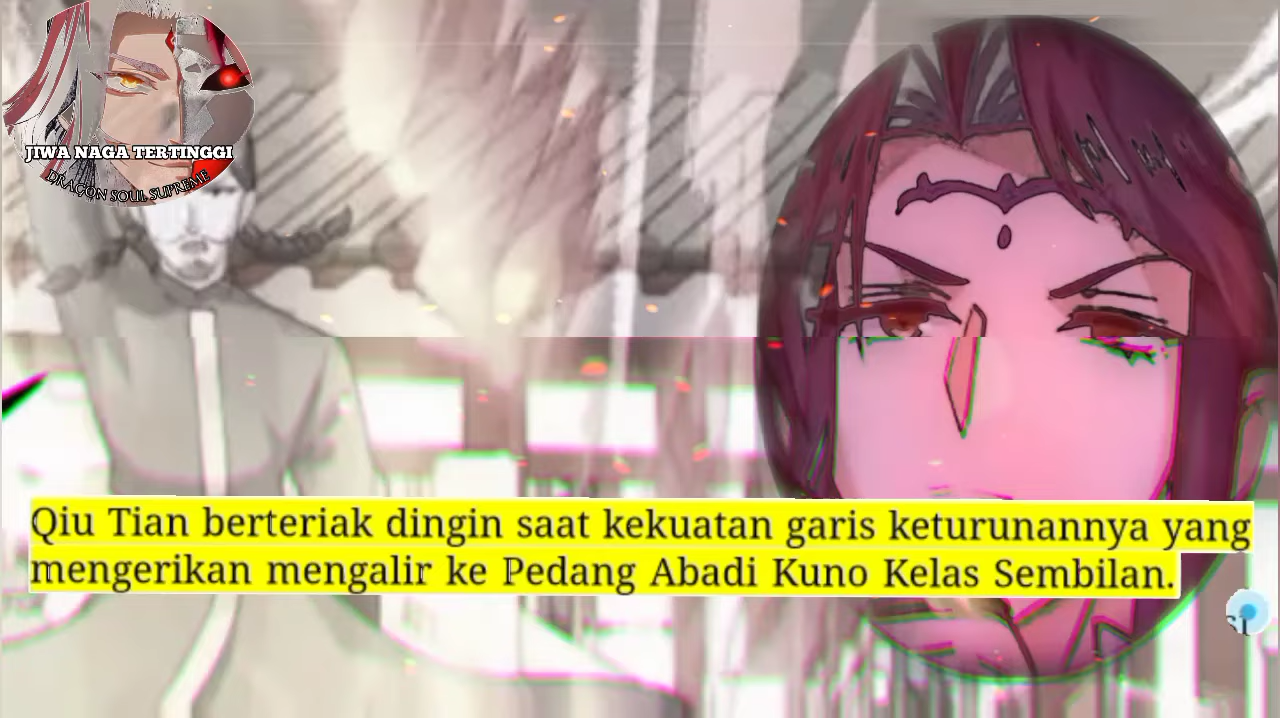 JIWA NAGA TERTINGGI
DRAGON SOUL SUPREME
Qiu Tian berteriak dingin saat kekuatan garis keturunannya yang
mengerikan mengalir ke Pedang Abadi Kuno Kelas Sembilan.